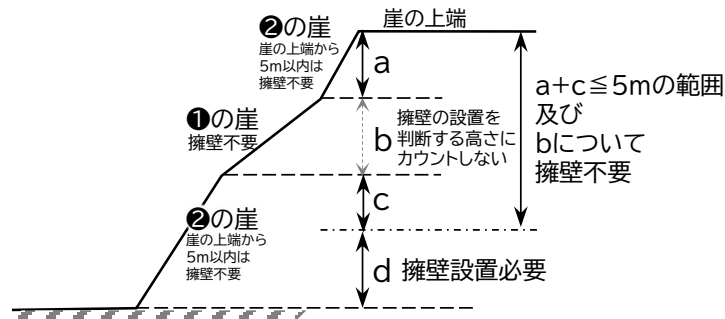 崖の上端
❷の崖
崖の上端から
5m以内は
擁壁不要
a
a+c≦5mの範囲
及び
bについて
擁壁不要
❶の崖
擁壁不要
b
擁壁の設置を
判断する高さに
カウントしない
c
❷の崖
崖の上端から
5m以内は
擁壁不要
d 擁壁設置必要